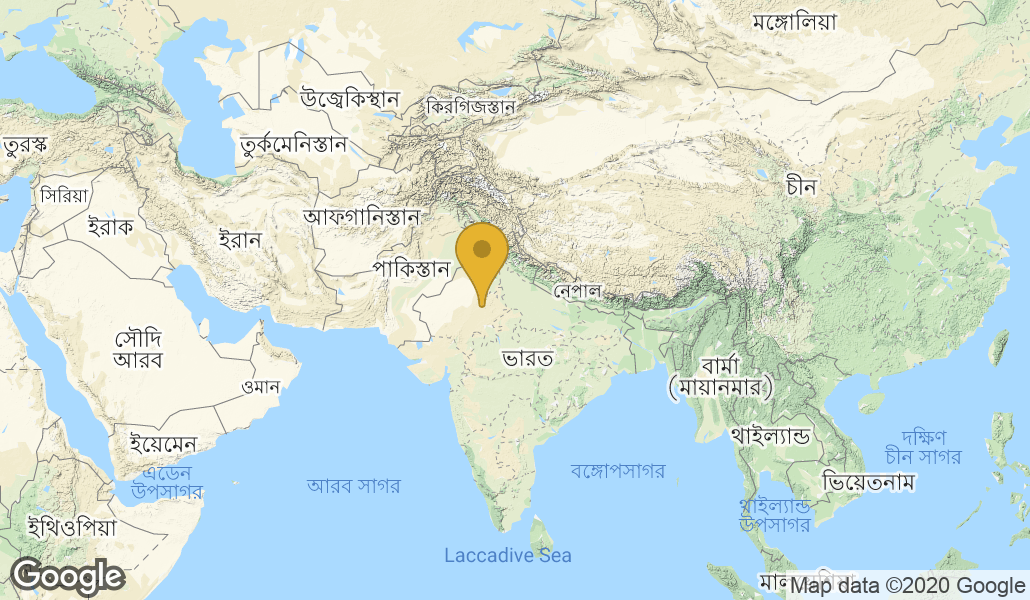 মঙ্গোলিয়া
উজ্বেকিস্থান
কিরগিজস্তান
তুরস্ক
তুর্কমেনিস্তান
সিরিয়া
চীন
ইরাক
আফগানিস্তান
ইরান
পাকিস্তান
নেপাল
সৌদি
আরব
ভারত
বার্মা
(মায়ানমার)
ওমান
ইয়েমেন
থাইল্যান্ড
দক্ষিণ
চীন সাগর
এডেন
উপসাগর
আরব সাগর
বঙ্গোপসাগর
ভিয়েতনাম
থাইল্যান্ড
উপসাগর
ইথিওপিয়া
Laccadive Sea
Google
Map data ©2020 Google